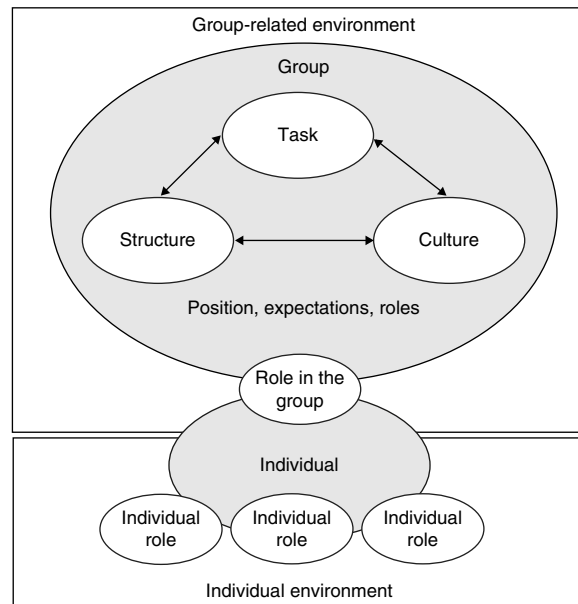 Group-related environment
Group
Task
Structure
Culture
Position, expectations, roles
Role in the
group
Individual
Individual
role
Individual
role
Individual
role
Individual environment